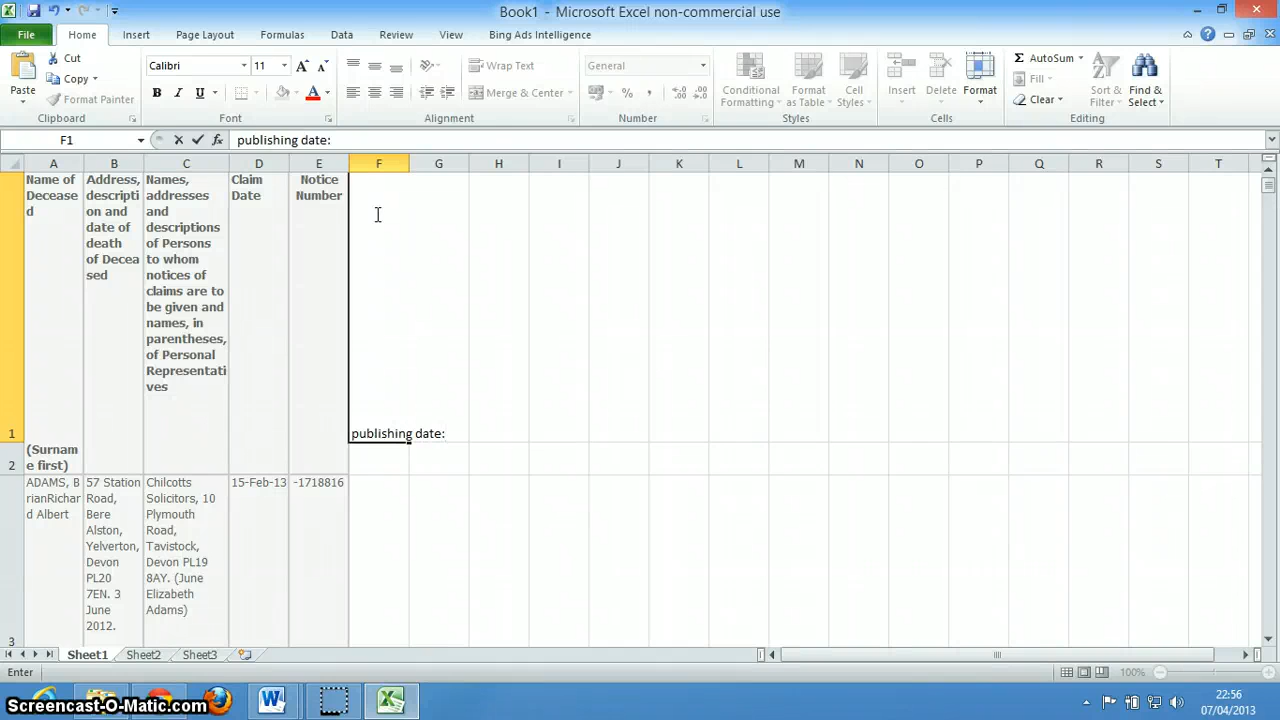 Book1 - Microsoft Excel non-commercial use
File Home Insert Page Layout Formulas Data Review View Bing Ads Intelligence
Paste
Cut
Copy
Format Painter
Clipboard
Calibri 11
B I U
Font
Wrap Text
Merge & Center
Alignment
General
Number
Conditional Formatting
Format as Table
Cell Styles
Styles
Insert
Delete
Format
Cells
AutoSum
Fill
Clear
Sort & Filter
Find & Select
Editing
F1 fx publishing date:
A B C D E F G H I J K L M N O P Q R S T
1
Name of
Decease
d
Address,
descripti
on and
date of
death
of Decea
sed
Names,
addresses
and
descriptions
of Persons
to whom
notices of
claims are to
be given and
names, in
parentheses,
of Personal
Representati
ves
Claim
Date
Notice
Number
publishing date:
2
(Surnam
e first)
3
ADAMS, B
rianRichar
d Albert
57 Station
Road,
Bere
Alston,
Yelverton,
Devon
PL20
7EN. 3
June
2012.
Chilcotts
Solicitors, 10
Plymouth
Road,
Tavistock,
Devon PL19
8AY. (June
Elizabeth
Adams)
15-Feb-13
-1718816
Sheet1 Sheet2 Sheet3
Enter
100%
Screencast-O-Matic.com
22:56
07/04/2013